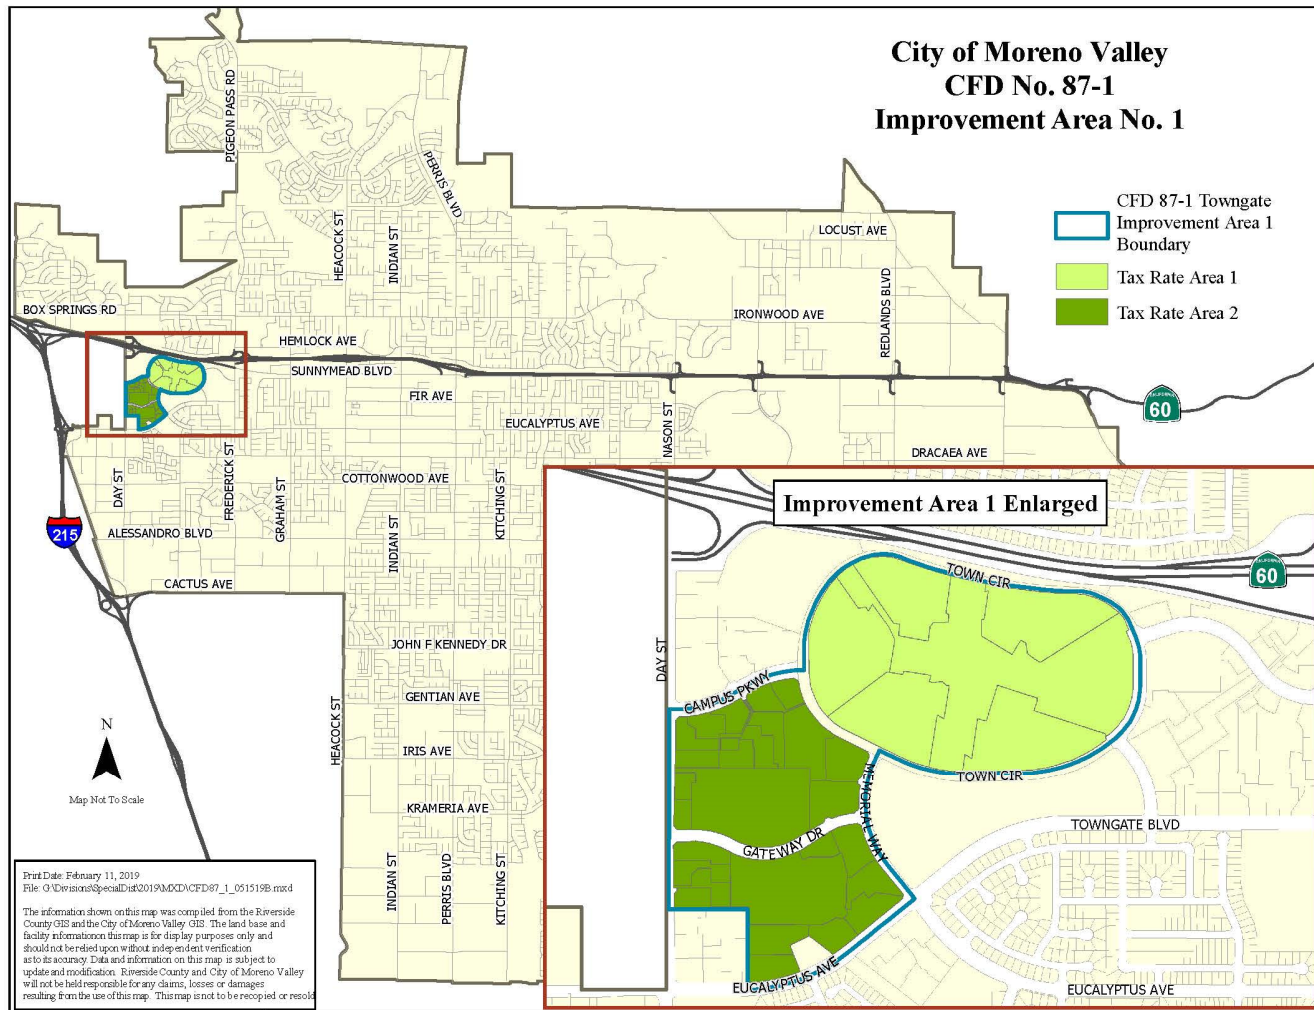 City of Moreno Valley
CFD No. 87-1
Improvement Area No. 1
CFD 87-1 Towngate
Improvement Area 1
Boundary
Tax Rate Area 1
Tax Rate Area 2
PIGEON PASS RD
PERRIS BLVD
HEACOCK ST
INDIAN ST
LOCUST AVE
REDLANDS BLVD
BOX SPRINGS RD
IRONWOOD AVE
HEMLOCK AVE
SUNNYMEAD BLVD
FIR AVE
CALIFORNIA
60
EUCALYPTUS AVE
NASON ST
DRACAEA AVE
DAY ST
FREDERICK ST
GRAHAM ST
COTTONWOOD AVE
KITCHING ST
215
ALESSANDRO BLVD
INDIAN ST
CACTUS AVE
JOHN F KENNEDY DR
GENTIAN AVE
HEACOCK ST
IRIS AVE
KRAMERIA AVE
INDIAN ST
PERRIS BLVD
KITCHING ST
N
Map Not To Scale
Improvement Area 1 Enlarged
TOWN CIR
CALIFORNIA
60
DAY ST
CAMPUS PKWY
TOWN CIR
MEMORIAL WAY
GATEWAY DR
TOWNGATE BLVD
EUCALYPTUS AVE
EUCALYPTUS AVE
Print Date: February 11, 2019
File: G:\Divisions\SpecialDist\2019\MXD\CFD87_1_051519B.mxd
The information shown on this map was compiled from the Riverside
County GIS and the City of Moreno Valley GIS. The land base and
facility information on this map is for display purposes only and
should not be relied upon without independent verification
as to its accuracy. Data and information on this map is subject to
update and modification. Riverside County and City of Moreno Valley
will not be held responsible for any claims, losses or damages
resulting from the use of this map. This map is not to be recopied or resold